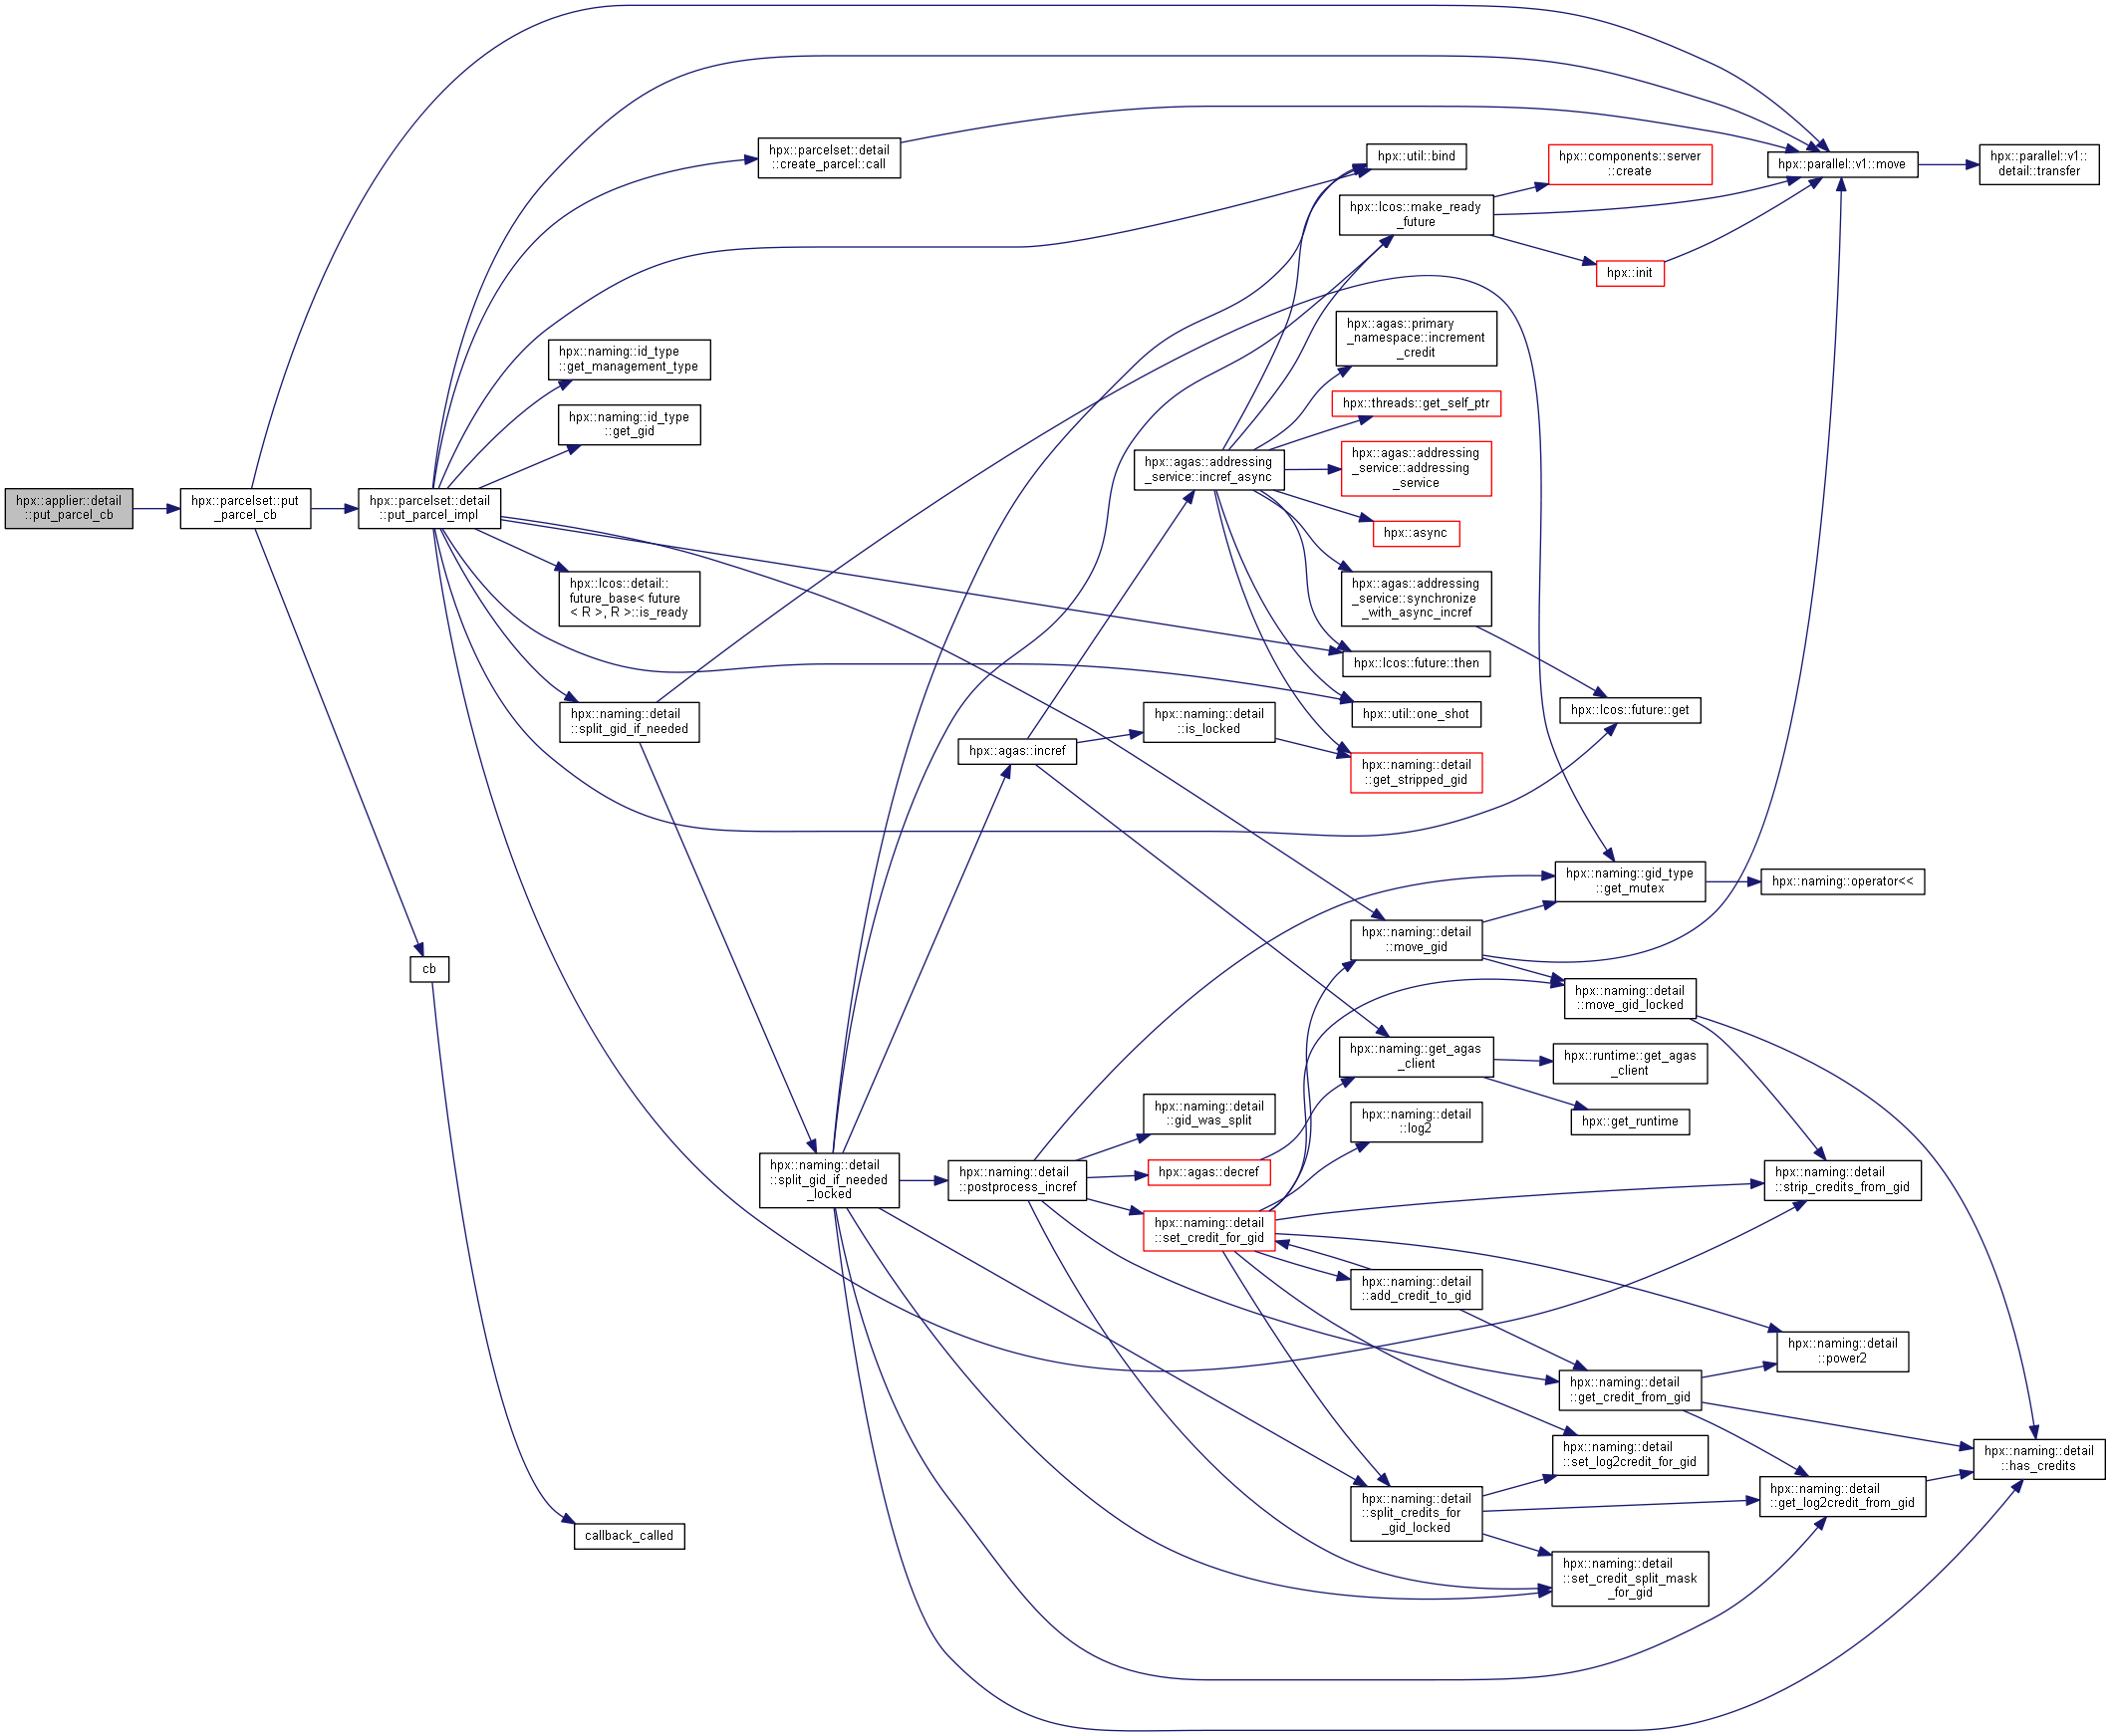 hpx::applier::detail
::put_parcel_cb
hpx::parcelset::put
_parcel_cb
hpx::parcelset::detail
::put_parcel_impl
cb
callback_called
hpx::parcelset::detail
::create_parcel::call
hpx::naming::id_type
::get_management_type
hpx::naming::id_type
::get_gid
hpx::lcos::detail::
future_base< future
< R >, R >::is_ready
hpx::naming::detail
::split_gid_if_needed
hpx::naming::detail
::split_gid_if_needed
_locked
hpx::agas::incref
hpx::naming::detail
::postprocess_incref
hpx::agas::addressing
_service::incref_async
hpx::naming::detail
::is_locked
hpx::naming::detail
::gid_was_split
hpx::agas::decref
hpx::naming::detail
::set_credit_for_gid
hpx::util::bind
hpx::lcos::make_ready
_future
hpx::agas::primary
_namespace::increment
_credit
hpx::threads::get_self_ptr
hpx::agas::addressing
_service::addressing
_service
hpx::async
hpx::agas::addressing
_service::synchronize
_with_async_incref
hpx::lcos::future::then
hpx::util::one_shot
hpx::naming::detail
::get_stripped_gid
hpx::naming::detail
::move_gid
hpx::naming::get_agas
_client
hpx::naming::detail
::log2
hpx::naming::detail
::add_credit_to_gid
hpx::naming::detail
::split_credits_for
_gid_locked
hpx::components::server
::create
hpx::init
hpx::lcos::future::get
hpx::naming::gid_type
::get_mutex
hpx::naming::detail
::move_gid_locked
hpx::runtime::get_agas
_client
hpx::get_runtime
hpx::naming::detail
::get_credit_from_gid
hpx::naming::detail
::set_log2credit_for_gid
hpx::naming::detail
::set_credit_split_mask
_for_gid
hpx::parallel::v1::move
hpx::naming::operator<<
hpx::naming::detail
::strip_credits_from_gid
hpx::naming::detail
::power2
hpx::naming::detail
::get_log2credit_from_gid
hpx::parallel::v1::
detail::transfer
hpx::naming::detail
::has_credits